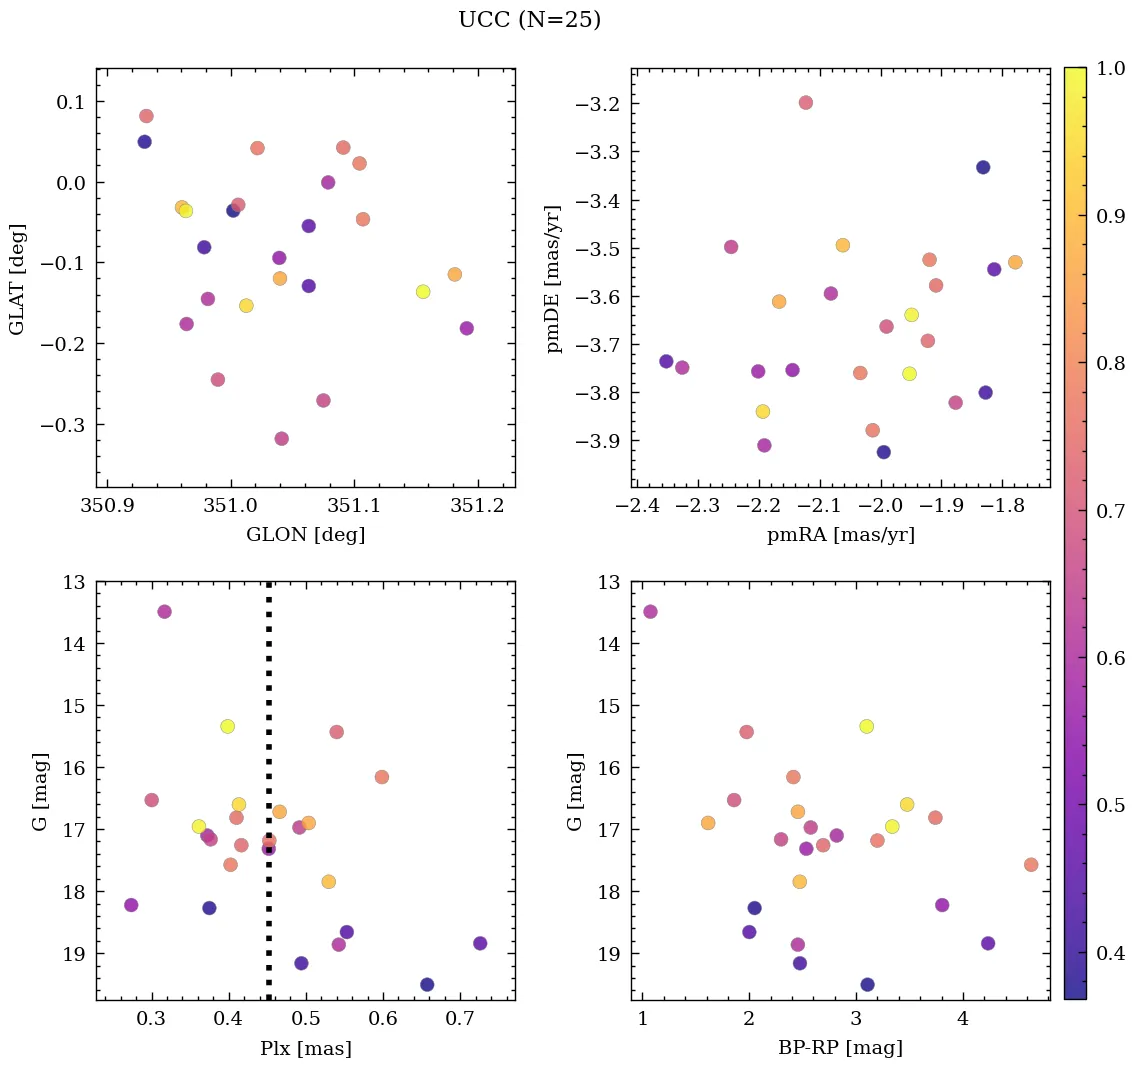 UCC (N=25)
0.1
0.0
−0.1
−0.2
−0.3
GLAT [deg]
350.9 351.0 351.1 351.2
GLON [deg]
−3.2
−3.3
−3.4
−3.5
−3.6
−3.7
−3.8
−3.9
pmDE [mas/yr]
−2.4 −2.3 −2.2 −2.1 −2.0 −1.9 −1.8
pmRA [mas/yr]
13
14
15
16
17
18
19
G [mag]
0.3 0.4 0.5 0.6 0.7
Plx [mas]
13
14
15
16
17
18
19
G [mag]
1 2 3 4
BP-RP [mag]
1.0
0.9
0.8
0.7
0.6
0.5
0.4